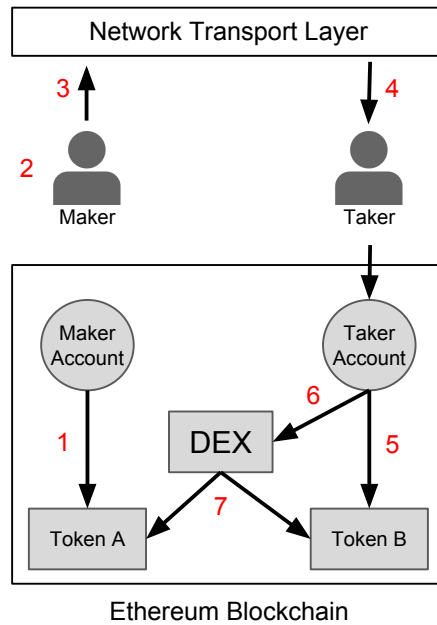 Network Transport Layer
3
4
2
Maker
Taker
Maker
Account
Taker
Account
6
1
DEX
5
7
Token A
Token B
Ethereum Blockchain